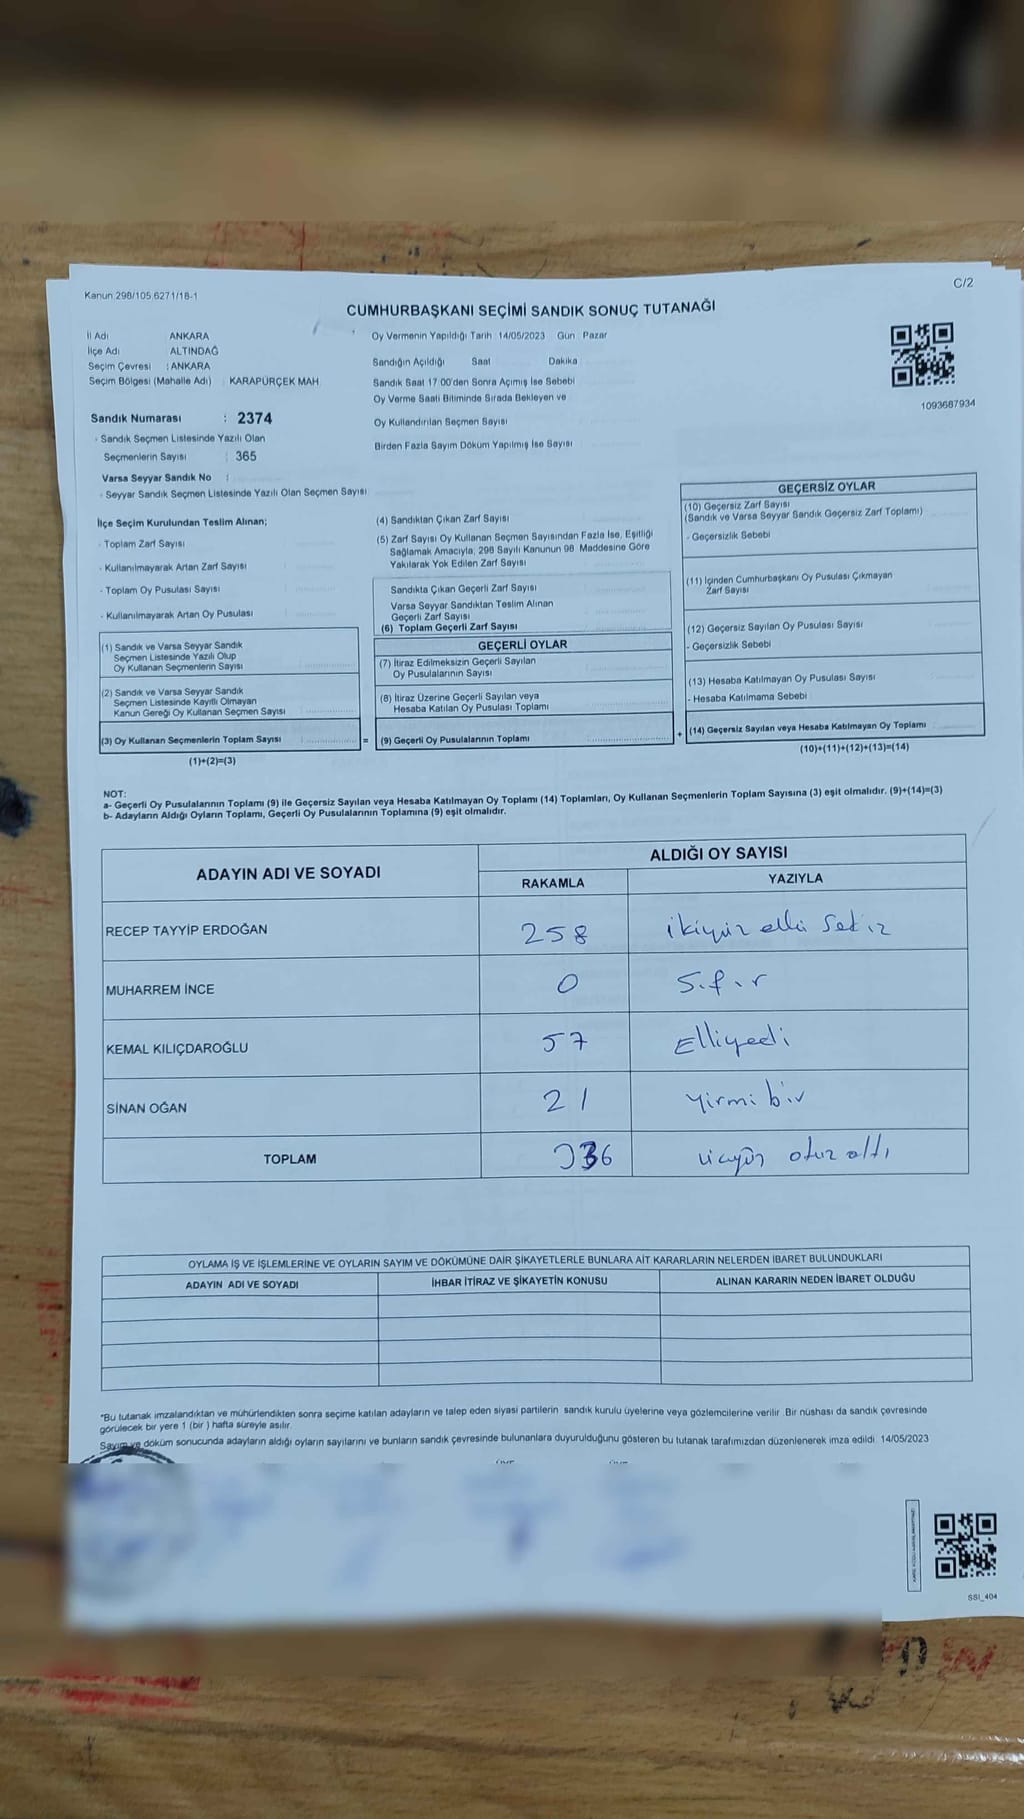 Kanun 298/105 6271/18-1
C/2
CUMHURBAŞKANI SEÇİMİ SANDIK SONUÇ TUTANAĞI
İl Adı ANKARA
İlçe Adı ALTINDAĞ
Seçim Çevresi : ANKARA
Seçim Bölgesi (Mahalle Adı) : KARAPÜRÇEK MAH.
Sandık Numarası : 2374
- Sandık Seçmen Listesinde Yazılı Olan
Seçmenlerin Sayısı : 365
Varsa Seyyar Sandık No :
- Seyyar Sandık Seçmen Listesinde Yazılı Olan Seçmen Sayısı
Oy Vermenin Yapıldığı Tarih 14/05/2023 Gün Pazar
Sandığın Açıldığı Saat Dakika
Sandık Saat 17 00'den Sonra Açımış İse Sebebi
Oy Verme Saati Bitiminde Sırada Bekleyen ve
Oy Kullandırılan Seçmen Sayısı
Birden Fazla Sayım Döküm Yapılmış İse Sayısı
1093687934
İlçe Seçim Kurulundan Teslim Alınan;
- Toplam Zarf Sayısı
- Kullanılmayarak Artan Zarf Sayısı
- Toplam Oy Pusulası Sayısı
- Kullanılmayarak Artan Oy Pusulası
(1) Sandık ve Varsa Seyyar Sandık
Seçmen Listesinde Yazılı Olup
Oy Kullanan Seçmenlerin Sayısı
(2) Sandık ve Varsa Seyyar Sandık
Seçmen Listesinde Kayıtlı Olmayan
Kanun Gereği Oy Kullanan Seçmen Sayısı
(3) Oy Kullanan Seçmenlerin Toplam Sayısı
(1)+(2)=(3)
=
(4) Sandıktan Çıkan Zarf Sayısı
(5) Zarf Sayısı Oy Kullanan Seçmen Sayısından Fazla İse, Eşitliği
Sağlamak Amacıyla, 298 Sayılı Kanunun 98 Maddesine Göre
Yakılarak Yok Edilen Zarf Sayısı
Sandıkta Çıkan Geçerli Zarf Sayısı
Varsa Seyyar Sandıktan Teslim Alınan
Geçerli Zarf Sayısı
(6) Toplam Geçerli Zarf Sayısı
GEÇERLİ OYLAR
(7) İtiraz Edilmeksizin Geçerli Sayılan
Oy Pusulalarının Sayısı
(8) İtiraz Üzerine Geçerli Sayılan veya
Hesaba Katılan Oy Pusulası Toplamı
(9) Geçerli Oy Pusulalarının Toplamı
+
GEÇERSİZ OYLAR
(10) Geçersiz Zarf Sayısı
(Sandık ve Varsa Seyyar Sandık Geçersiz Zarf Toplamı)
- Geçersizlik Sebebi
(11) İçinden Cumhurbaşkanı Oy Pusulası Çıkmayan
Zarf Sayısı
(12) Geçersiz Sayılan Oy Pusulası Sayısı
- Geçersizlik Sebebi
(13) Hesaba Katılmayan Oy Pusulası Sayısı
- Hesaba Katılmama Sebebi
(14) Geçersiz Sayılan veya Hesaba Katılmayan Oy Toplamı
(10)+(11)+(12)+(13)=(14)
NOT:
a- Geçerli Oy Pusulalarının Toplamı (9) ile Geçersiz Sayılan veya Hesaba Katılmayan Oy Toplamı (14) Toplamları, Oy Kullanan Seçmenlerin Toplam Sayısına (3) eşit olmalıdır. (9)+(14)=(3)
b- Adayların Aldığı Oyların Toplamı, Geçerli Oy Pusulalarının Toplamına (9) eşit olmalıdır.
ADAYIN ADI VE SOYADI
ALDIĞI OY SAYISI
RAKAMLA YAZIYLA
RECEP TAYYİP ERDOĞAN 258 ikiyüz elli sekiz
MUHARREM İNCE 0 Sıfır
KEMAL KILIÇDAROĞLU 57 Elliyedi
SİNAN OĞAN 21 Yirmi bir
TOPLAM 336 üçyüz otuz altı
OYLAMA İŞ VE İŞLEMLERİNE VE OYLARIN SAYIM VE DÖKÜMÜNE DAİR ŞİKAYETLERLE BUNLARA AİT KARARLARIN NELERDEN İBARET BULUNDUKLARI
ADAYIN ADI VE SOYADI İHBAR İTİRAZ VE ŞİKAYETİN KONUSU ALINAN KARARIN NEDEN İBARET OLDUĞU
*Bu tutanak imzalandıktan ve mühürlendikten sonra seçime katılan adayların ve talep eden siyasi partilerin sandık kurulu üyelerine veya gözlemcilerine verilir. Bir nüshası da sandık çevresinde
görülecek bir yere 1 (bir ) hafta süreyle asılır.
Sayım ve döküm sonucunda adayların aldığı oyların sayılarını ve bunların sandık çevresinde bulunanlara duyurulduğunu gösteren bu tutanak tarafımızdan düzenlenerek imza edildi. 14/05/2023
SSI_404